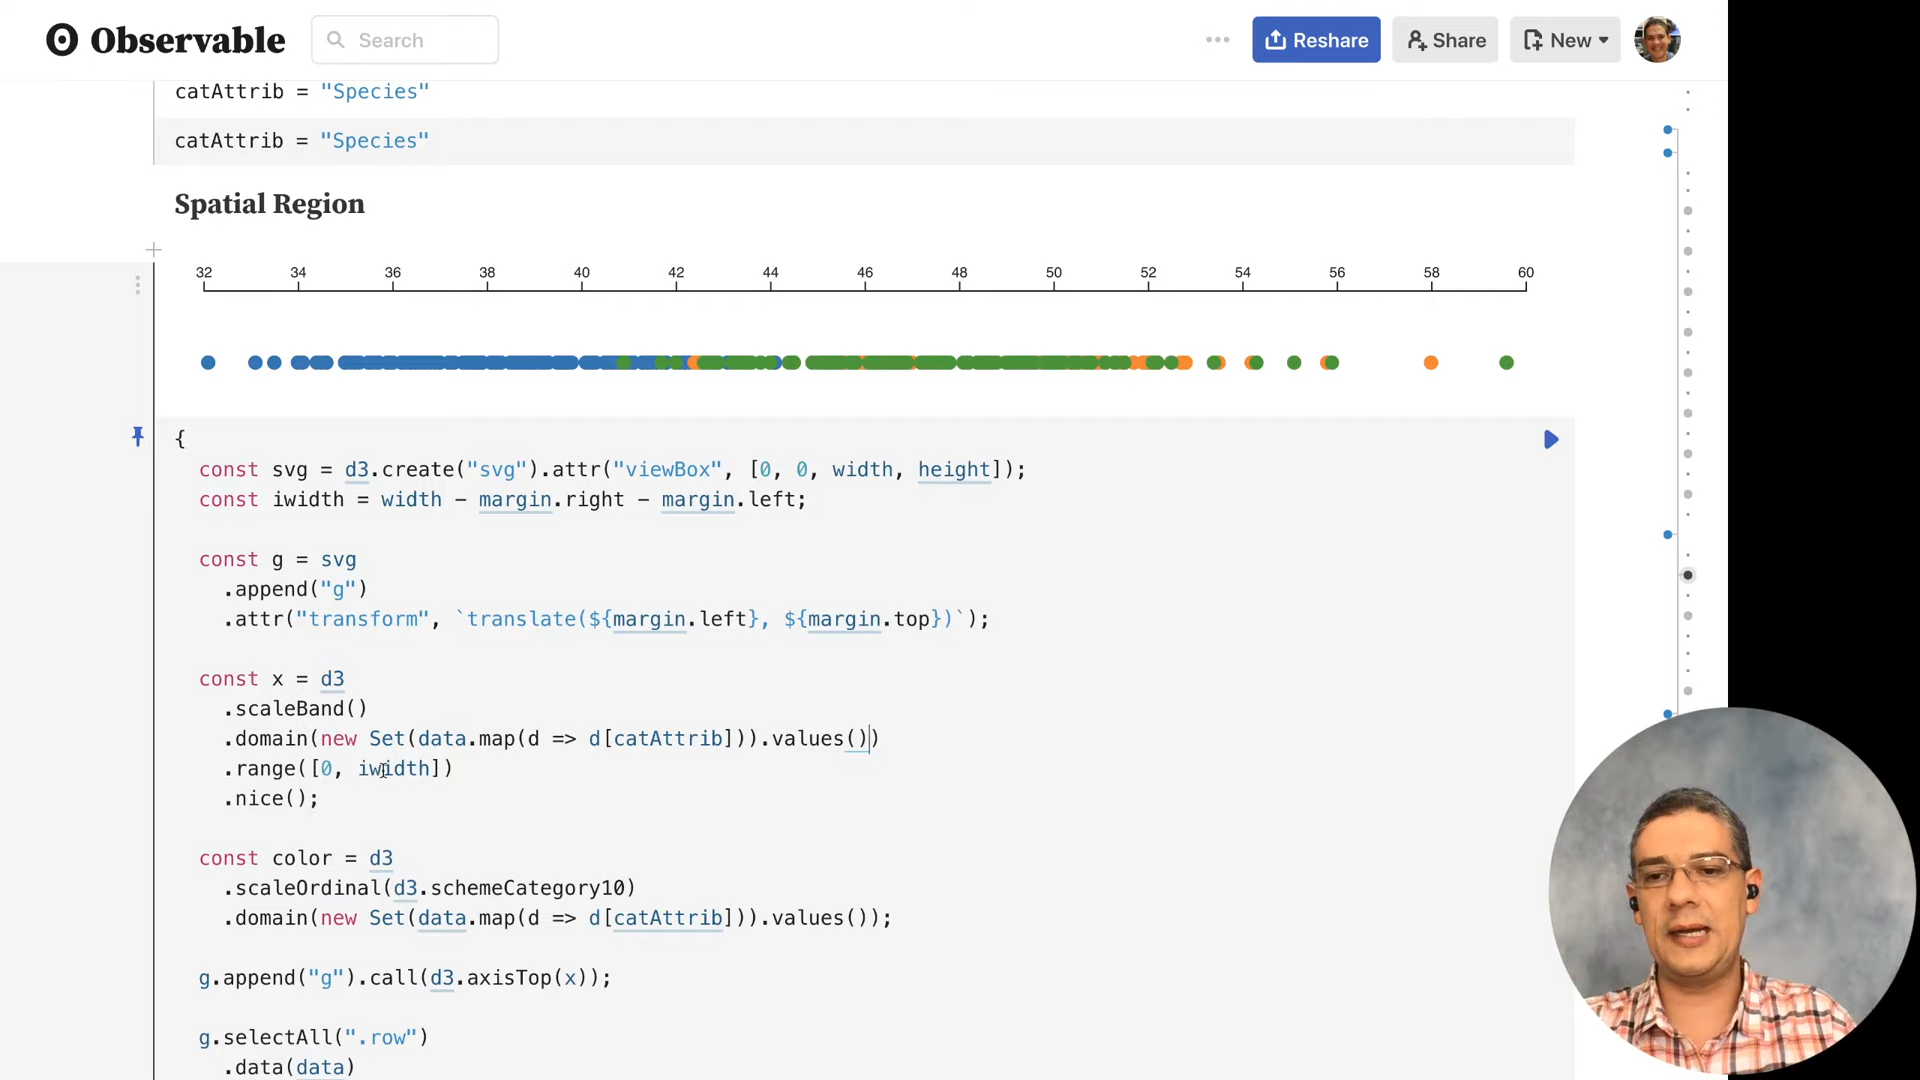 Observable
Search
Reshare
Share
New
catAttrib = "Species"
catAttrib = "Species"
Spatial Region
32 34 36 38 40 42 44 46 48 50 52 54 56 58 60
{
const svg = d3.create("svg").attr("viewBox", [0, 0, width, height]);
const iwidth = width - margin.right - margin.left;
const g = svg
.append("g")
.attr("transform", `translate(${margin.left}, ${margin.top})`);
const x = d3
.scaleBand()
.domain(new Set(data.map(d => d[catAttrib])).values())
.range([0, iwidth])
.nice();
const color = d3
.scaleOrdinal(d3.schemeCategory10)
.domain(new Set(data.map(d => d[catAttrib])).values());
g.append("g").call(d3.axisTop(x));
g.selectAll(".row")
.data(data)